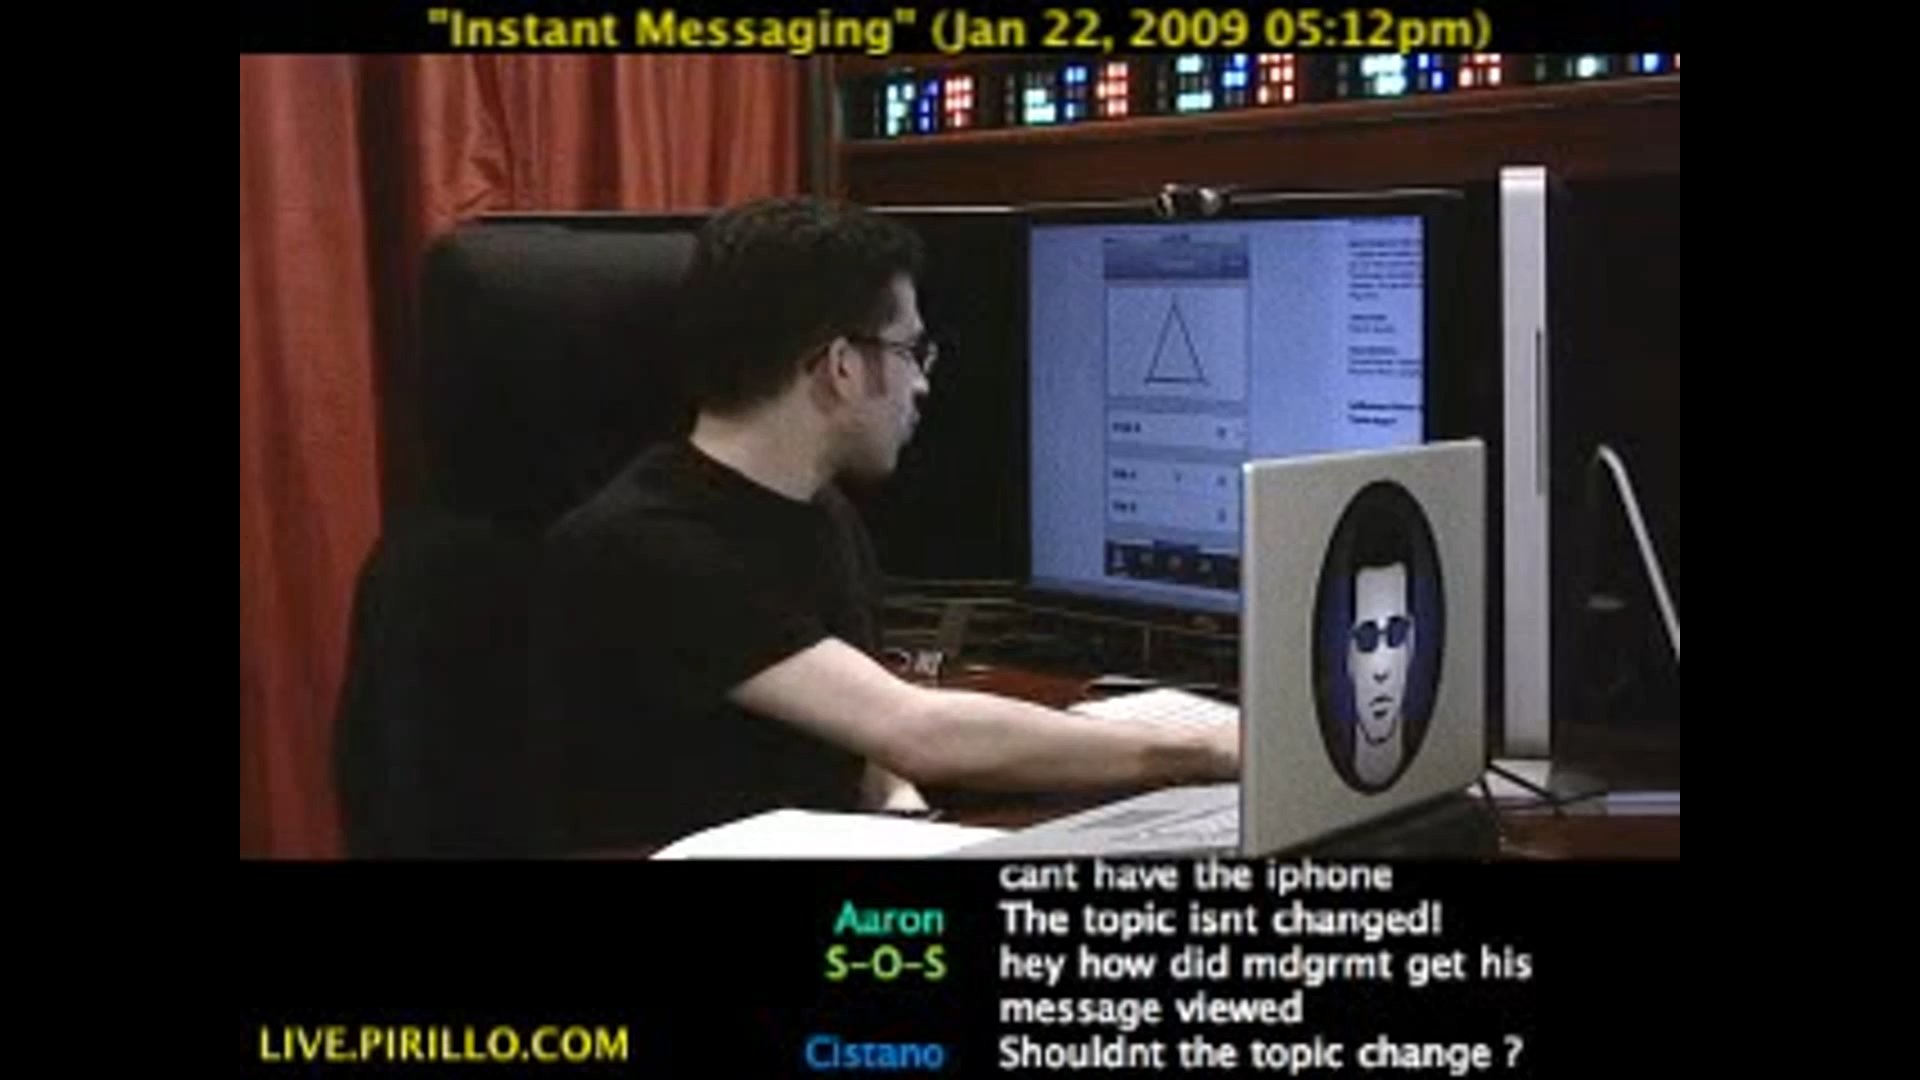 "Instant Messaging" (Jan 22, 2009 05:12pm)
cant have the iphone
Aaron The topic isnt changed!
S-O-S hey how did mdgrmt get his
message viewed
LIVE.PIRILLO.COM
Cistano Shouldnt the topic change ?